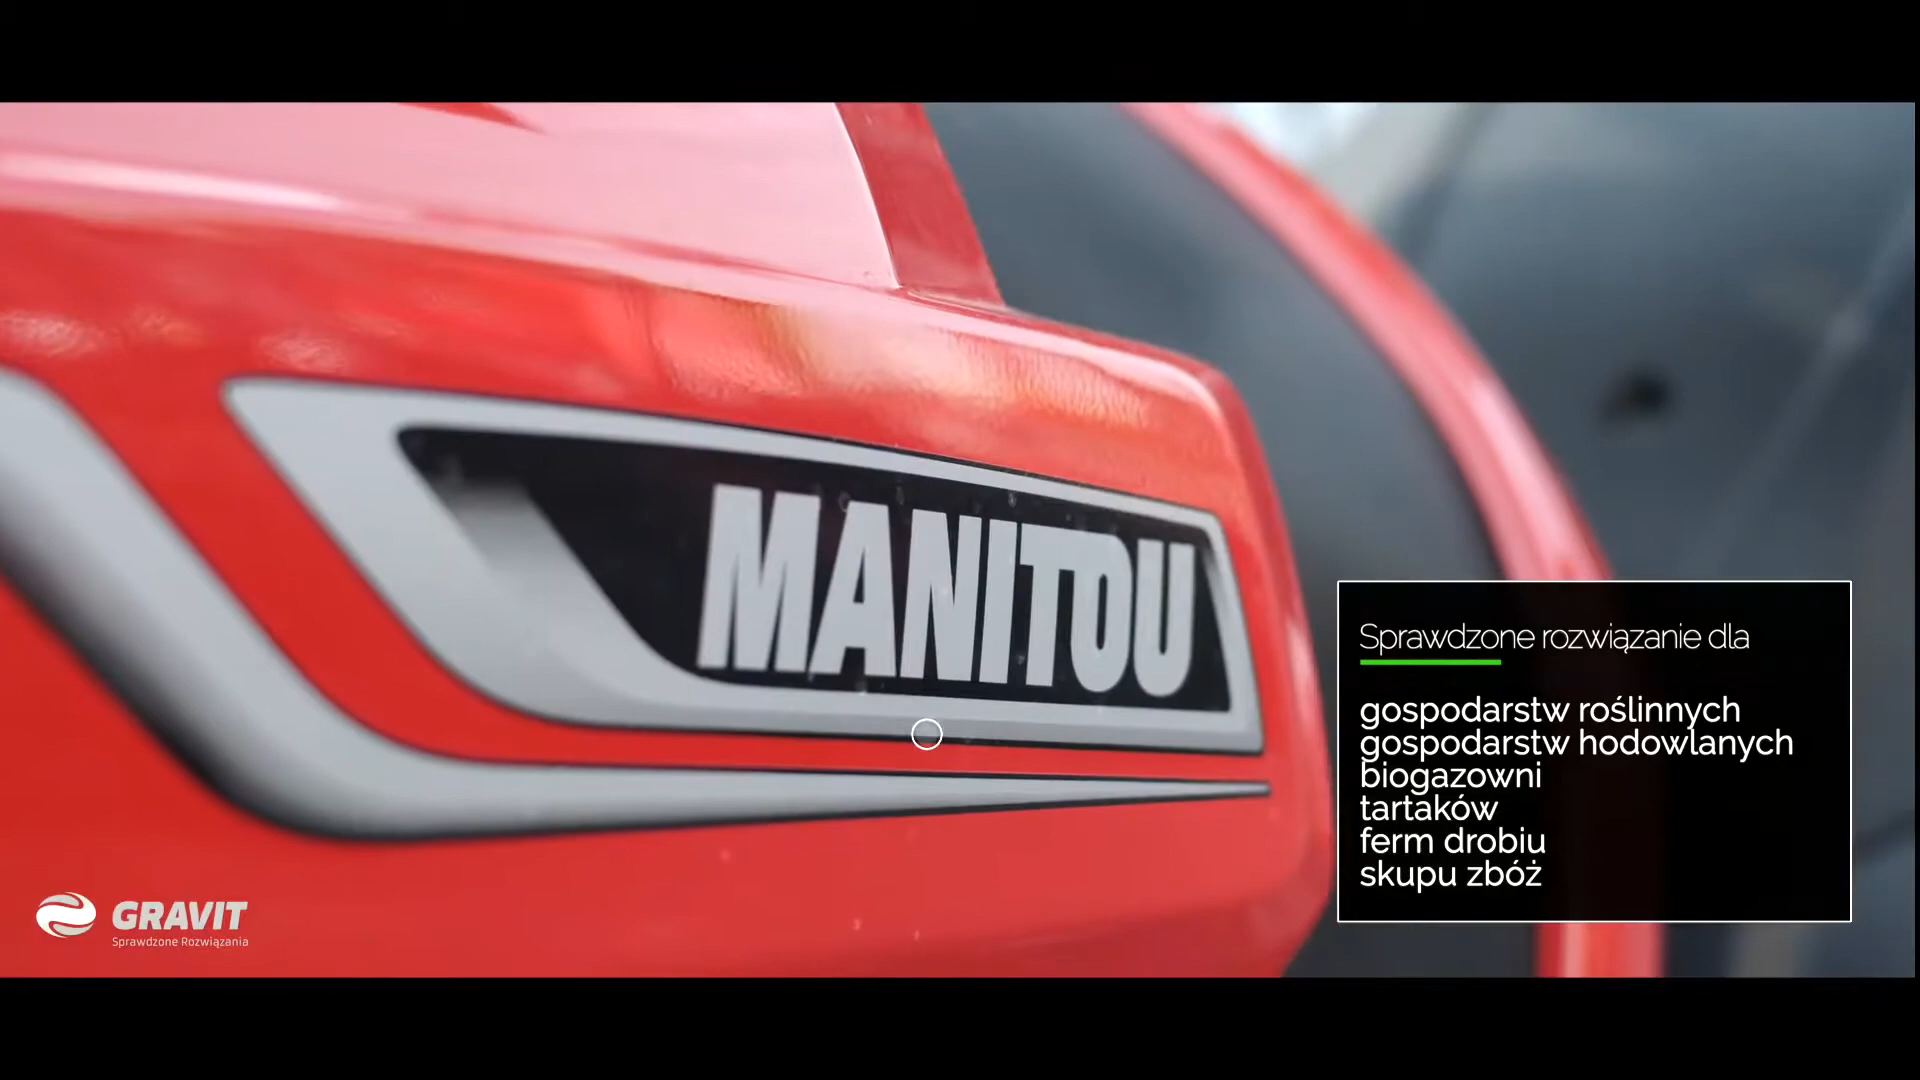 MANITOU
Sprawdzone rozwiązanie dla
gospodarstw roślinnych
gospodarstw hodowlanych
biogazowni
tartaków
ferm drobiu
skupu zbóż
GRAVIT
Sprawdzone Rozwiązania